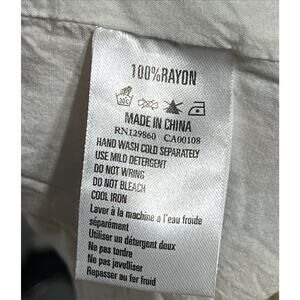 100%RAYON
MADE IN CHINA
RN129860 CA00108
HAND WASH COLD SEPARATELY
USE MILD DETERGENT
DO NOT WRING
DO NOT BLEACH
COOL IRON
Laver à la machine a l'eau froide
séparément
Utiliser un détergent doux
Ne pas tordre
Ne pas javelliser
Repasser au fer froid